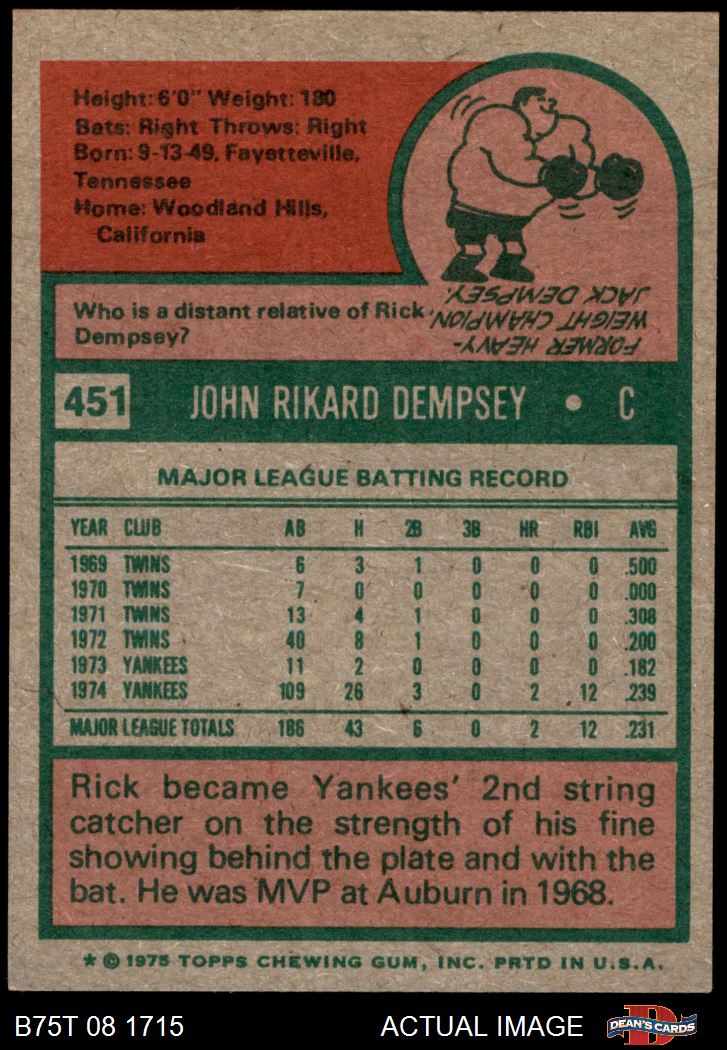 Height: 6'0" Weight: 180
Bats: Right Throws: Right
Born: 9-13-49, Fayetteville,
Tennessee
Home: Woodland Hills,
California
Who is a distant relative of Rick
Dempsey?
FORMER HEAVY-
WEIGHT CHAMPION,
JACK DEMPSEY.
451 JOHN RIKARD DEMPSEY • C
MAJOR LEAGUE BATTING RECORD
YEAR CLUB AB H 2B 3B HR RBI AVG
1969 TWINS 6 3 1 0 0 0 .500
1970 TWINS 7 0 0 0 0 0 .000
1971 TWINS 13 4 1 0 0 0 .308
1972 TWINS 40 8 1 0 0 0 .200
1973 YANKEES 11 2 0 0 0 0 .182
1974 YANKEES 109 26 3 0 2 12 .239
MAJOR LEAGUE TOTALS 186 43 6 0 2 12 .231
Rick became Yankees' 2nd string
catcher on the strength of his fine
showing behind the plate and with the
bat. He was MVP at Auburn in 1968.
* © 1975 TOPPS CHEWING GUM, INC. PRTD IN U.S.A.
B75T 08 1715 ACTUAL IMAGE DEAN'S CARDS